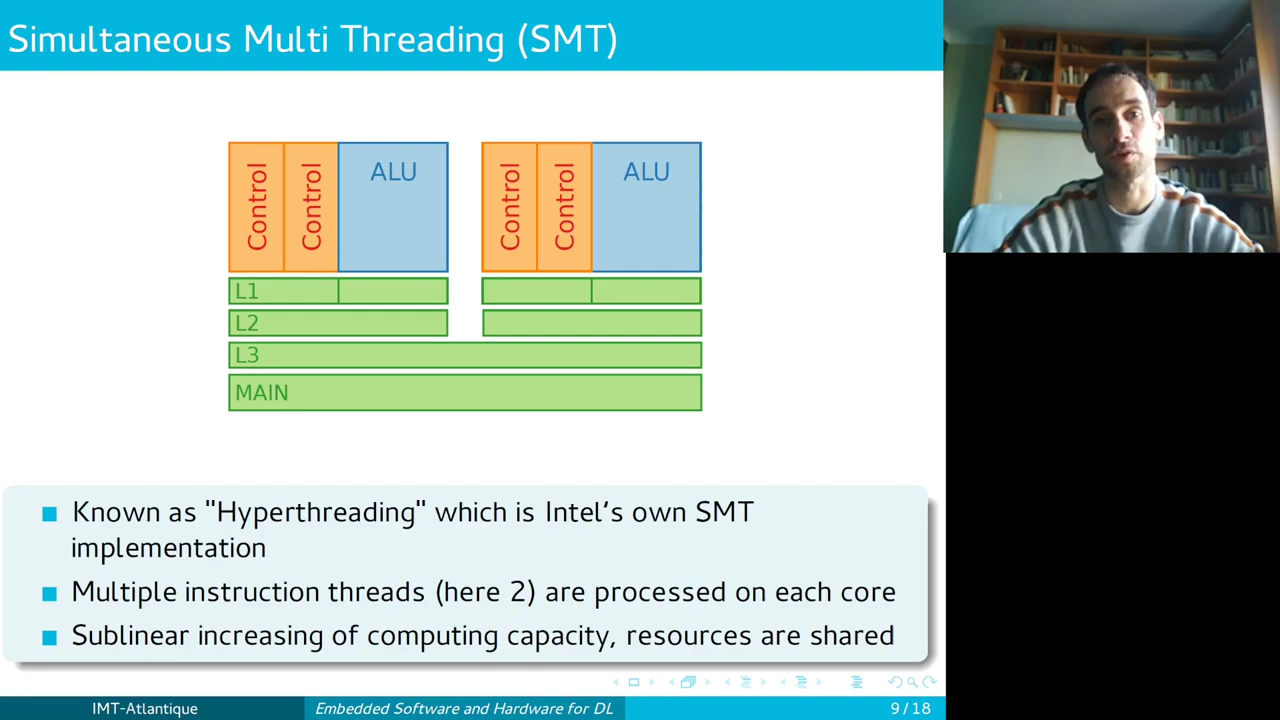 Simultaneous Multi Threading (SMT)
Control
Control
ALU
Control
Control
ALU
L1
L2
L3
MAIN
Known as "Hyperthreading" which is Intel's own SMT
implementation
Multiple instruction threads (here 2) are processed on each core
Sublinear increasing of computing capacity, resources are shared
IMT-Atlantique
Embedded Software and Hardware for DL
9 / 18